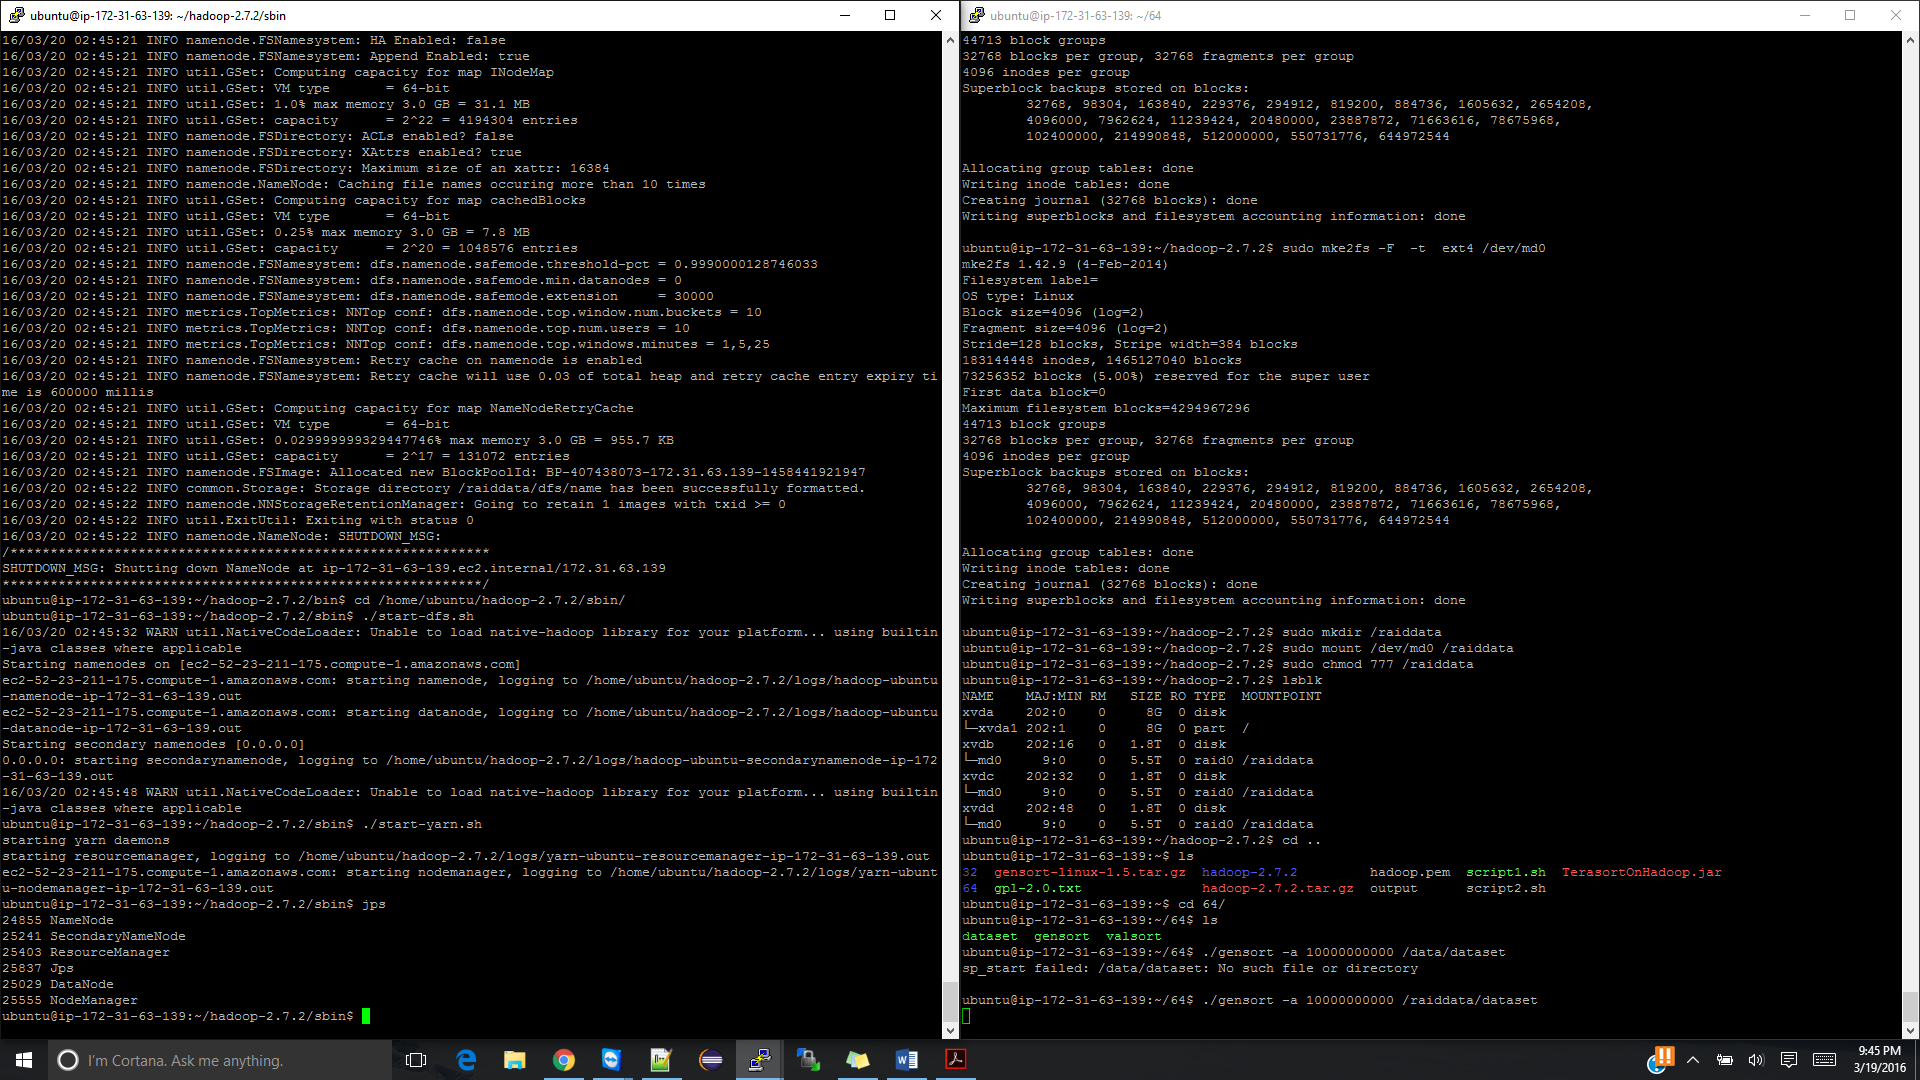 ubuntu@ip-172-31-63-139: ~/hadoop-2.7.2/sbin
16/03/20 02:45:21 INFO namenode.FSNamesystem: HA Enabled: false
16/03/20 02:45:21 INFO namenode.FSNamesystem: Append Enabled: true
16/03/20 02:45:21 INFO util.GSet: Computing capacity for map INodeMap
16/03/20 02:45:21 INFO util.GSet: VM type       = 64-bit
16/03/20 02:45:21 INFO util.GSet: 1.0% max memory 3.0 GB = 31.1 MB
16/03/20 02:45:21 INFO util.GSet: capacity      = 2^22 = 4194304 entries
16/03/20 02:45:21 INFO namenode.FSDirectory: ACLs enabled? false
16/03/20 02:45:21 INFO namenode.FSDirectory: XAttrs enabled? true
16/03/20 02:45:21 INFO namenode.FSDirectory: Maximum size of an xattr: 16384
16/03/20 02:45:21 INFO namenode.NameNode: Caching file names occuring more than 10 times
16/03/20 02:45:21 INFO util.GSet: Computing capacity for map cachedBlocks
16/03/20 02:45:21 INFO util.GSet: VM type       = 64-bit
16/03/20 02:45:21 INFO util.GSet: 0.25% max memory 3.0 GB = 7.8 MB
16/03/20 02:45:21 INFO util.GSet: capacity      = 2^20 = 1048576 entries
16/03/20 02:45:21 INFO namenode.FSNamesystem: dfs.namenode.safemode.threshold-pct = 0.9990000128746033
16/03/20 02:45:21 INFO namenode.FSNamesystem: dfs.namenode.safemode.min.datanodes = 0
16/03/20 02:45:21 INFO namenode.FSNamesystem: dfs.namenode.safemode.extension     = 30000
16/03/20 02:45:21 INFO metrics.TopMetrics: NNTop conf: dfs.namenode.top.window.num.buckets = 10
16/03/20 02:45:21 INFO metrics.TopMetrics: NNTop conf: dfs.namenode.top.num.users = 10
16/03/20 02:45:21 INFO metrics.TopMetrics: NNTop conf: dfs.namenode.top.windows.minutes = 1,5,25
16/03/20 02:45:21 INFO namenode.FSNamesystem: Retry cache on namenode is enabled
16/03/20 02:45:21 INFO namenode.FSNamesystem: Retry cache will use 0.03 of total heap and retry cache entry expiry ti
me is 600000 millis
16/03/20 02:45:21 INFO util.GSet: Computing capacity for map NameNodeRetryCache
16/03/20 02:45:21 INFO util.GSet: VM type       = 64-bit
16/03/20 02:45:21 INFO util.GSet: 0.029999999329447746% max memory 3.0 GB = 955.7 KB
16/03/20 02:45:21 INFO util.GSet: capacity      = 2^17 = 131072 entries
16/03/20 02:45:21 INFO namenode.FSImage: Allocated new BlockPoolId: BP-407438073-172.31.63.139-1458441921947
16/03/20 02:45:22 INFO common.Storage: Storage directory /raiddata/dfs/name has been successfully formatted.
16/03/20 02:45:22 INFO namenode.NNStorageRetentionManager: Going to retain 1 images with txid >= 0
16/03/20 02:45:22 INFO util.ExitUtil: Exiting with status 0
16/03/20 02:45:22 INFO namenode.NameNode: SHUTDOWN_MSG:
/************************************************************
SHUTDOWN_MSG: Shutting down NameNode at ip-172-31-63-139.ec2.internal/172.31.63.139
************************************************************/
ubuntu@ip-172-31-63-139:~/hadoop-2.7.2/bin$ cd /home/ubuntu/hadoop-2.7.2/sbin/
ubuntu@ip-172-31-63-139:~/hadoop-2.7.2/sbin$ ./start-dfs.sh
16/03/20 02:45:32 WARN util.NativeCodeLoader: Unable to load native-hadoop library for your platform... using builtin
-java classes where applicable
Starting namenodes on [ec2-52-23-211-175.compute-1.amazonaws.com]
ec2-52-23-211-175.compute-1.amazonaws.com: starting namenode, logging to /home/ubuntu/hadoop-2.7.2/logs/hadoop-ubuntu
-namenode-ip-172-31-63-139.out
ec2-52-23-211-175.compute-1.amazonaws.com: starting datanode, logging to /home/ubuntu/hadoop-2.7.2/logs/hadoop-ubuntu
-datanode-ip-172-31-63-139.out
Starting secondary namenodes [0.0.0.0]
0.0.0.0: starting secondarynamenode, logging to /home/ubuntu/hadoop-2.7.2/logs/hadoop-ubuntu-secondarynamenode-ip-172
-31-63-139.out
16/03/20 02:45:48 WARN util.NativeCodeLoader: Unable to load native-hadoop library for your platform... using builtin
-java classes where applicable
ubuntu@ip-172-31-63-139:~/hadoop-2.7.2/sbin$ ./start-yarn.sh
starting yarn daemons
starting resourcemanager, logging to /home/ubuntu/hadoop-2.7.2/logs/yarn-ubuntu-resourcemanager-ip-172-31-63-139.out
ec2-52-23-211-175.compute-1.amazonaws.com: starting nodemanager, logging to /home/ubuntu/hadoop-2.7.2/logs/yarn-ubunt
u-nodemanager-ip-172-31-63-139.out
ubuntu@ip-172-31-63-139:~/hadoop-2.7.2/sbin$ jps
24855 NameNode
25241 SecondaryNameNode
25403 ResourceManager
25837 Jps
25029 DataNode
25555 NodeManager
ubuntu@ip-172-31-63-139:~/hadoop-2.7.2/sbin$
ubuntu@ip-172-31-63-139: ~/64
44713 block groups
32768 blocks per group, 32768 fragments per group
4096 inodes per group
Superblock backups stored on blocks:
        32768, 98304, 163840, 229376, 294912, 819200, 884736, 1605632, 2654208,
        4096000, 7962624, 11239424, 20480000, 23887872, 71663616, 78675968,
        102400000, 214990848, 512000000, 550731776, 644972544
Allocating group tables: done
Writing inode tables: done
Creating journal (32768 blocks): done
Writing superblocks and filesystem accounting information: done
ubuntu@ip-172-31-63-139:~/hadoop-2.7.2$ sudo mke2fs -F  -t  ext4 /dev/md0
mke2fs 1.42.9 (4-Feb-2014)
Filesystem label=
OS type: Linux
Block size=4096 (log=2)
Fragment size=4096 (log=2)
Stride=128 blocks, Stripe width=384 blocks
183144448 inodes, 1465127040 blocks
73256352 blocks (5.00%) reserved for the super user
First data block=0
Maximum filesystem blocks=4294967296
44713 block groups
32768 blocks per group, 32768 fragments per group
4096 inodes per group
Superblock backups stored on blocks:
        32768, 98304, 163840, 229376, 294912, 819200, 884736, 1605632, 2654208,
        4096000, 7962624, 11239424, 20480000, 23887872, 71663616, 78675968,
        102400000, 214990848, 512000000, 550731776, 644972544
Allocating group tables: done
Writing inode tables: done
Creating journal (32768 blocks): done
Writing superblocks and filesystem accounting information: done
ubuntu@ip-172-31-63-139:~/hadoop-2.7.2$ sudo mkdir /raiddata
ubuntu@ip-172-31-63-139:~/hadoop-2.7.2$ sudo mount /dev/md0 /raiddata
ubuntu@ip-172-31-63-139:~/hadoop-2.7.2$ sudo chmod 777 /raiddata
ubuntu@ip-172-31-63-139:~/hadoop-2.7.2$ lsblk
NAME    MAJ:MIN RM   SIZE RO TYPE  MOUNTPOINT
xvda    202:0    0     8G  0 disk
└─xvda1 202:1    0     8G  0 part  /
xvdb    202:16   0   1.8T  0 disk
└─md0     9:0    0   5.5T  0 raid0 /raiddata
xvdc    202:32   0   1.8T  0 disk
└─md0     9:0    0   5.5T  0 raid0 /raiddata
xvdd    202:48   0   1.8T  0 disk
└─md0     9:0    0   5.5T  0 raid0 /raiddata
ubuntu@ip-172-31-63-139:~/hadoop-2.7.2$ cd ..
ubuntu@ip-172-31-63-139:~$ ls
32  gensort-linux-1.5.tar.gz  hadoop-2.7.2         hadoop.pem  script1.sh  TerasortOnHadoop.jar
64  gpl-2.0.txt               hadoop-2.7.2.tar.gz  output      script2.sh
ubuntu@ip-172-31-63-139:~$ cd 64/
ubuntu@ip-172-31-63-139:~/64$ ls
dataset  gensort  valsort
ubuntu@ip-172-31-63-139:~/64$ ./gensort -a 10000000000 /data/dataset
sp_start failed: /data/dataset: No such file or directory
ubuntu@ip-172-31-63-139:~/64$ ./gensort -a 10000000000 /raiddata/dataset
I'm Cortana. Ask me anything.
9:45 PM
3/19/2016